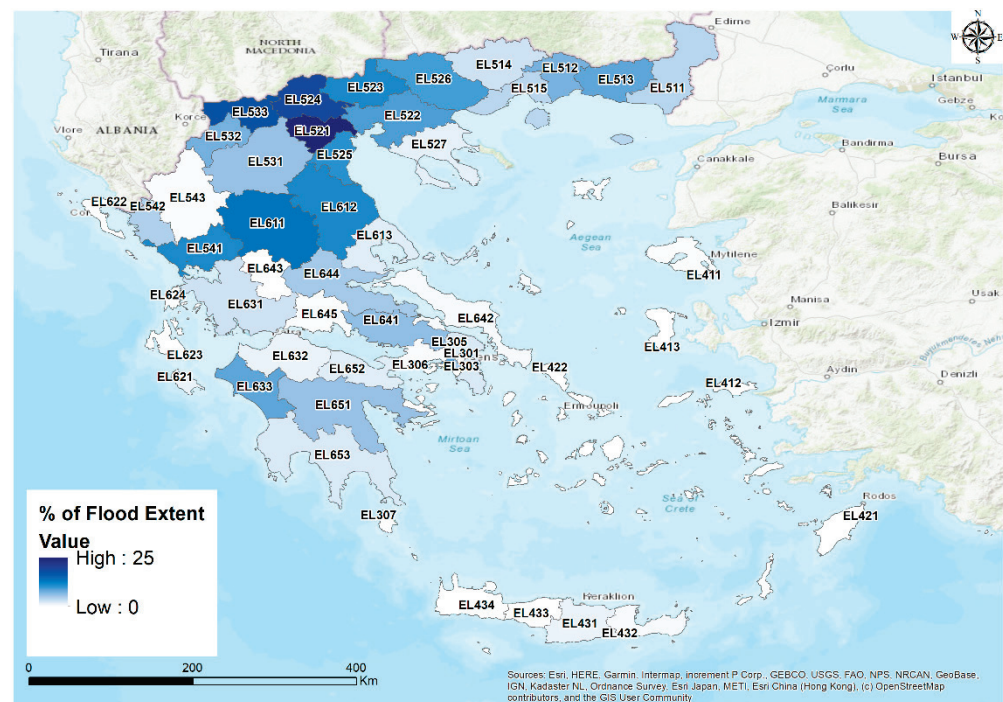 N
W E
S
Edirne
Tirana
NORTH
MACEDONIA
EL514
EL512
EL526
EL513
EL523
EL524
EL515
EL511
Çorlu
Istanbul
Gebze
Marmara
Sea
Vlore
ALBANIA
Korce
EL533
EL522
EL521
EL532
EL527
EL525
EL531
Bandirma
Canakkale
Bursa
EL543
EL622
EL542
EL612
EL611
EL613
EL541
Balikesir
Aegean
Sea
Mytilene
EL411
EL643
EL644
EL624
EL631
EL645
EL641
EL642
Manisa
Usak
Izmir
EL305
EL413
EL632
EL301
EL623
EL652
EL306
EL303
EL422
EL621
EL633
EL412
Aydin
Denizli
EL651
Ermoupoli
Mirtoan
Sea
EL653
% of Flood Extent
Value
High : 25
Low : 0
EL307
Sea of
Crete
Rodos
EL421
Heraklion
EL434
EL433
EL431
EL432
0 200 400
Km
Sources: Esri, HERE, Garmin, Intermap, increment P Corp., GEBCO, USGS, FAO, NPS, NRCAN, GeoBase,
IGN, Kadaster NL, Ordnance Survey, Esri Japan, METI, Esri China (Hong Kong), (c) OpenStreetMap
contributors, and the GIS User Community